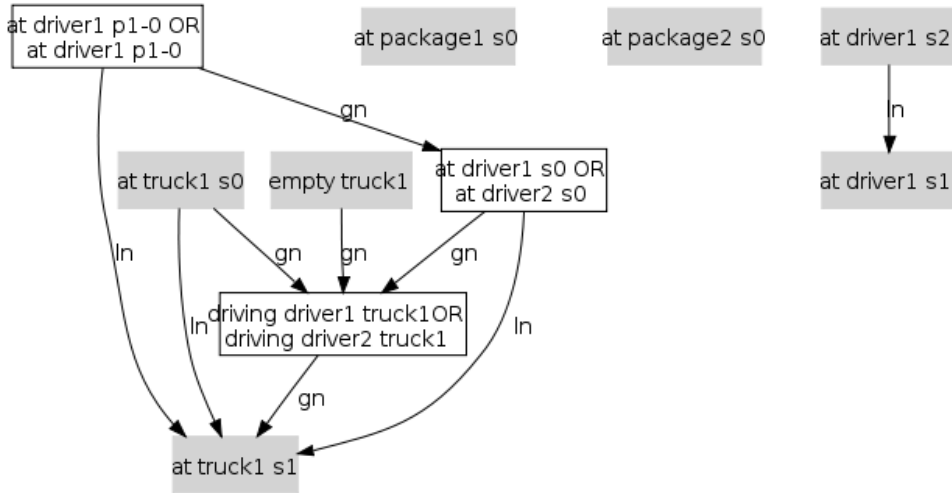 at driver1 p1-0 OR
at driver1 p1-0
at package1 s0
at package2 s0
at driver1 s2
gn
ln
at truck1 s0
empty truck1
at driver1 s0 OR
at driver2 s0
at driver1 s1
ln
gn
gn
gn
driving driver1 truck1OR
driving driver2 truck1
ln
ln
gn
at truck1 s1